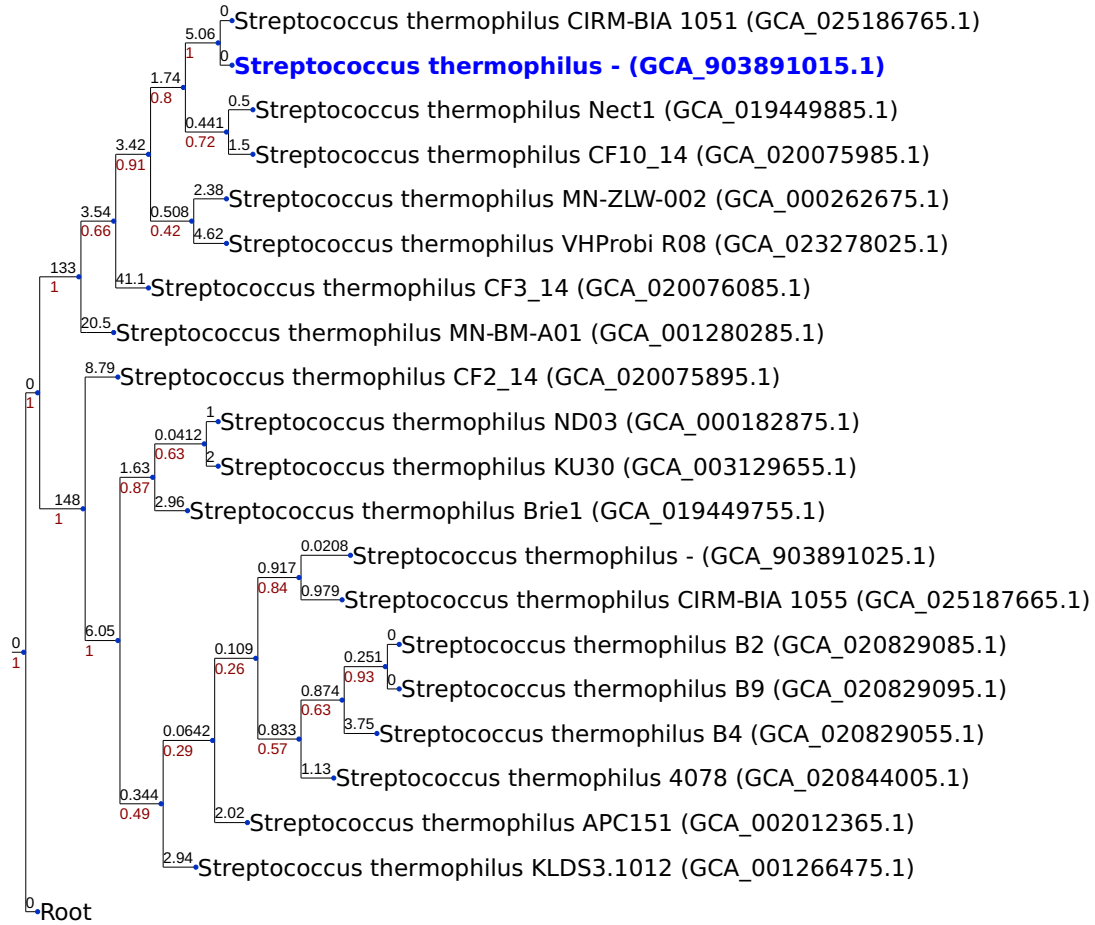 0
Streptococcus thermophilus CIRM-BIA 1051 (GCA_025186765.1)
5.06
1
0
Streptococcus thermophilus - (GCA_903891015.1)
1.74
0.8
0.5
Streptococcus thermophilus Nect1 (GCA_019449885.1)
0.441
0.72
1.5
Streptococcus thermophilus CF10_14 (GCA_020075985.1)
3.42
0.91
2.38
Streptococcus thermophilus MN-ZLW-002 (GCA_000262675.1)
0.508
0.42
4.62
Streptococcus thermophilus VHProbi R08 (GCA_023278025.1)
3.54
0.66
41.1
Streptococcus thermophilus CF3_14 (GCA_020076085.1)
133
1
20.5
Streptococcus thermophilus MN-BM-A01 (GCA_001280285.1)
0
1
8.79
Streptococcus thermophilus CF2_14 (GCA_020075895.1)
1
Streptococcus thermophilus ND03 (GCA_000182875.1)
0.0412
0.63
2
Streptococcus thermophilus KU30 (GCA_003129655.1)
1.63
0.87
2.96
Streptococcus thermophilus Brie1 (GCA_019449755.1)
148
1
0.0208
Streptococcus thermophilus - (GCA_903891025.1)
0.917
0.84
0.979
Streptococcus thermophilus CIRM-BIA 1055 (GCA_025187665.1)
6.05
1
0.109
0.26
0
Streptococcus thermophilus B2 (GCA_020829085.1)
0.251
0.93
0
Streptococcus thermophilus B9 (GCA_020829095.1)
0.874
0.63
3.75
Streptococcus thermophilus B4 (GCA_020829055.1)
0.833
0.57
1.13
Streptococcus thermophilus 4078 (GCA_020844005.1)
0.0642
0.29
2.02
Streptococcus thermophilus APC151 (GCA_002012365.1)
0.344
0.49
2.94
Streptococcus thermophilus KLDS3.1012 (GCA_001266475.1)
0
1
0
Root